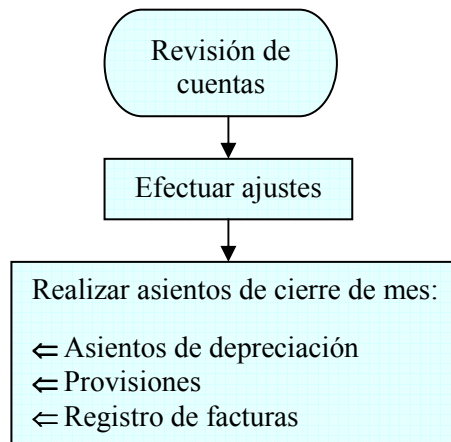 Revisión de
cuentas
Efectuar ajustes
Realizar asientos de cierre de mes:
⇐ Asientos de depreciación
⇐ Provisiones
⇐ Registro de facturas